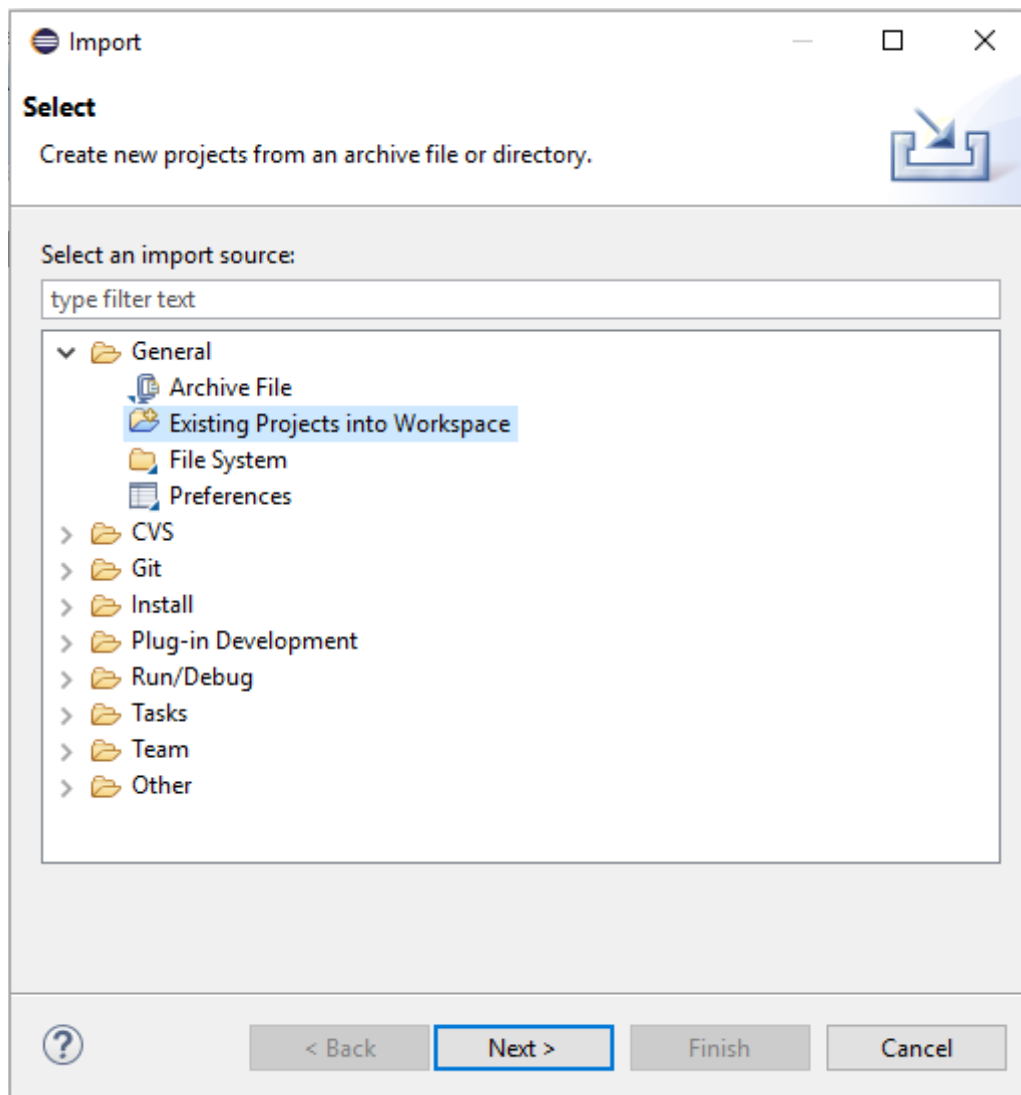 Import
Select
Create new projects from an archive file or directory.
Select an import source:
type filter text
General
Archive File
Existing Projects into Workspace
File System
Preferences
CVS
Git
Install
Plug-in Development
Run/Debug
Tasks
Team
Other
? < Back Next > Finish Cancel